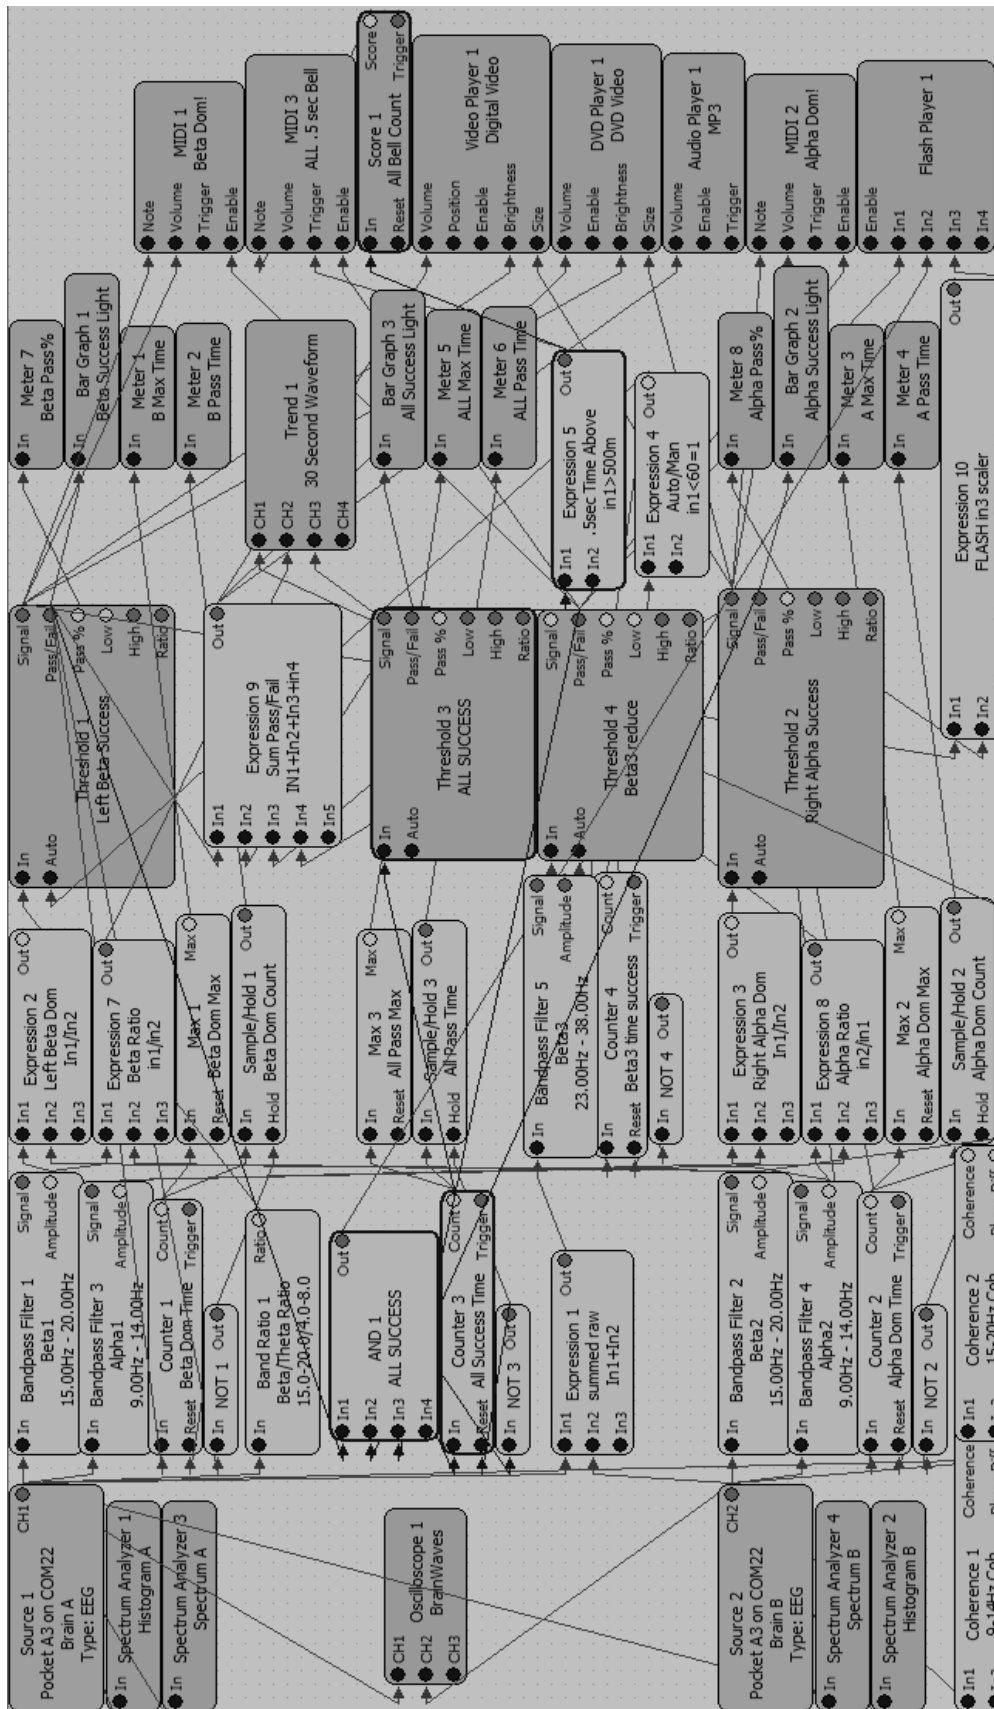 Source 1
Pocket A3 on COM22
Brain A
Type: EEG
CH1
In
Spectrum Analyzer 1
Histogram A
In
Spectrum Analyzer 3
Spectrum A
CH1
CH2
CH3
Oscilloscope 1
BrainWaves
Source 2
Pocket A3 on COM22
Brain B
Type: EEG
CH2
In
Spectrum Analyzer 4
Spectrum B
In
Spectrum Analyzer 2
Histogram B
In1
Coherence 1
9-14Hz Coh
Coherence
In
Bandpass Filter 1
Beta1
15.00Hz - 20.00Hz
Signal
Amplitude
In
Bandpass Filter 3
Alpha1
9.00Hz - 14.00Hz
Signal
Amplitude
In
Reset
Counter 1
Beta Dom Time
Count
Trigger
In
NOT 1
Out
In
Band Ratio 1
Beta/Theta Ratio
15.0-20.0/4.0-8.0
Ratio
In1
In2
In3
In4
AND 1
ALL SUCCESS
Out
In
Reset
Counter 3
All Success Time
Count
Trigger
In
NOT 3
Out
In1
In2
In3
Expression 1
summed raw
In1+In2
Out
In
Bandpass Filter 2
Beta2
15.00Hz - 20.00Hz
Signal
Amplitude
In
Bandpass Filter 4
Alpha2
9.00Hz - 14.00Hz
Signal
Amplitude
In
Reset
Counter 2
Alpha Dom Time
Count
Trigger
In
NOT 2
Out
In1
Coherence 2
15-20Hz Coh
Coherence
In1
In2
In3
Expression 2
Left Beta Dom
In1/In2
Out
In1
In2
In3
Expression 7
Beta Ratio
in1/in2
Out
In
Reset
Max 1
Beta Dom Max
Max
In
Hold
Sample/Hold 1
Beta Dom Count
Out
In
Reset
Max 3
All Pass Max
Max
In
Hold
Sample/Hold 3
All Pass Time
Out
In
Bandpass Filter 5
Beta3
23.00Hz - 38.00Hz
Signal
Amplitude
In
Reset
Counter 4
Beta3 time success
Count
Trigger
In
NOT 4
Out
In1
In2
In3
Expression 3
Right Alpha Dom
In1/In2
Out
In1
In2
In3
Expression 8
Alpha Ratio
in2/in1
Out
In
Reset
Max 2
Alpha Dom Max
Max
In
Hold
Sample/Hold 2
Alpha Dom Count
Out
In
Auto
Threshold 1
Left Beta Success
Signal
Pass/Fail
Pass %
Low
High
Ratio
In1
In2
In3
In4
In5
Expression 9
Sum Pass/Fail
IN1+In2+In3+in4
Out
In
Auto
Threshold 3
ALL SUCCESS
Signal
Pass/Fail
Pass %
Low
High
Ratio
In
Auto
Threshold 4
Beta3 reduce
Signal
Pass/Fail
Pass %
Low
High
Ratio
In
Auto
Threshold 2
Right Alpha Success
Signal
Pass/Fail
Pass %
Low
High
Ratio
In1
In2
Expression 10
FLASH in3 scaler
Out
In
Meter 7
Beta Pass%
In
Bar Graph 1
Beta Success Light
In
Meter 1
B Max Time
In
Meter 2
B Pass Time
CH1
CH2
CH3
CH4
Trend 1
30 Second Waveform
In
Bar Graph 3
All Success Light
In
Meter 5
ALL Max Time
In
Meter 6
ALL Pass Time
In1
In2
Expression 5
.5sec Time Above
in1>500m
Out
In1
In2
Expression 4
Auto/Man
in1<60=1
Out
In
Meter 8
Alpha Pass%
In
Bar Graph 2
Alpha Success Light
In
Meter 3
A Max Time
In
Meter 4
A Pass Time
Note
Volume
Trigger
Enable
MIDI 1
Beta Dom!
Note
Volume
Trigger
Enable
MIDI 3
ALL .5 sec Bell
In
Reset
Score 1
All Bell Count
Score
Trigger
Volume
Position
Enable
Brightness
Size
Video Player 1
Digital Video
Volume
Enable
Brightness
Size
DVD Player 1
DVD Video
Volume
Enable
Trigger
Audio Player 1
MP3
Note
Volume
Trigger
Enable
MIDI 2
Alpha Dom!
Enable
In1
In2
In3
In4
Flash Player 1